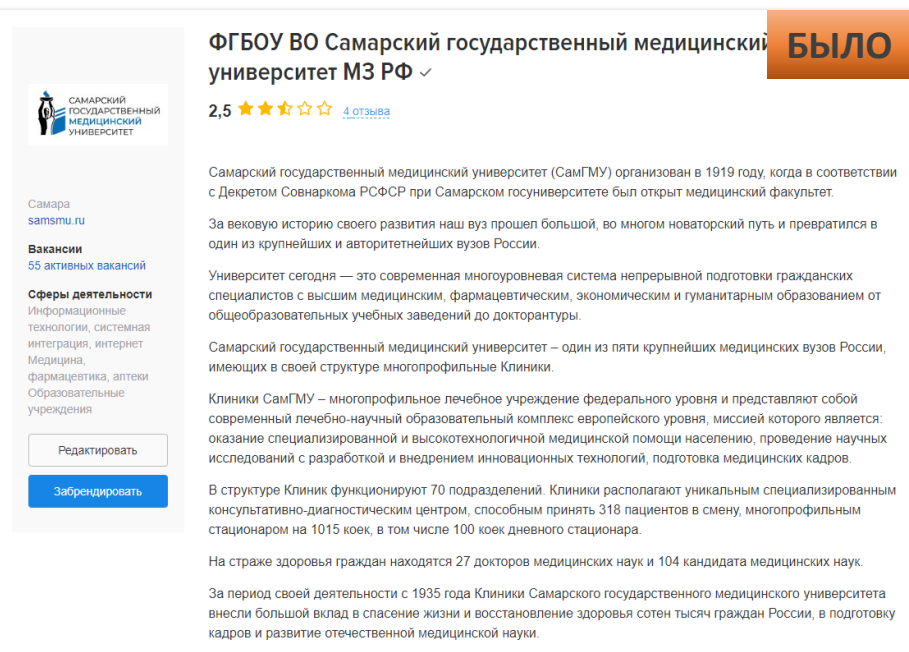 БЫЛО
ФГБОУ ВО Самарский государственный медицинский
университет МЗ РФ
2,5
4 отзыва
САМАРСКИЙ
ГОСУДАРСТВЕННЫЙ
МЕДИЦИНСКИЙ
УНИВЕРСИТЕТ
Самара
samsmu.ru
Вакансии
55 активных вакансий
Сферы деятельности
Информационные
технологии, системная
интеграция, интернет
Медицина,
фармацевтика, аптеки
Образовательные
учреждения
Редактировать
Забрендировать
Самарский государственный медицинский университет (СамГМУ) организован в 1919 году, когда в соответствии
с Декретом Совнаркома РСФСР при Самарском госуниверситете был открыт медицинский факультет.
За вековую историю своего развития наш вуз прошел большой, во многом новаторский путь и превратился в
один из крупнейших и авторитетнейших вузов России.
Университет сегодня — это современная многоуровневая система непрерывной подготовки гражданских
специалистов с высшим медицинским, фармацевтическим, экономическим и гуманитарным образованием от
общеобразовательных учебных заведений до докторантуры.
Самарский государственный медицинский университет – один из пяти крупнейших медицинских вузов России,
имеющих в своей структуре многопрофильные Клиники.
Клиники СамГМУ – многопрофильное лечебное учреждение федерального уровня и представляют собой
современный лечебно-научный образовательный комплекс европейского уровня, миссией которого является:
оказание специализированной и высокотехнологичной медицинской помощи населению, проведение научных
исследований с разработкой и внедрением инновационных технологий, подготовка медицинских кадров.
В структуре Клиник функционируют 70 подразделений. Клиники располагают уникальным специализированным
консультативно-диагностическим центром, способным принять 318 пациентов в смену, многопрофильным
стационаром на 1015 коек, в том числе 100 коек дневного стационара.
На страже здоровья граждан находятся 27 докторов медицинских наук и 104 кандидата медицинских наук.
За период своей деятельности с 1935 года Клиники Самарского государственного медицинского университета
внесли большой вклад в спасение жизни и восстановление здоровья сотен тысяч граждан России, в подготовку
кадров и развитие отечественной медицинской науки.